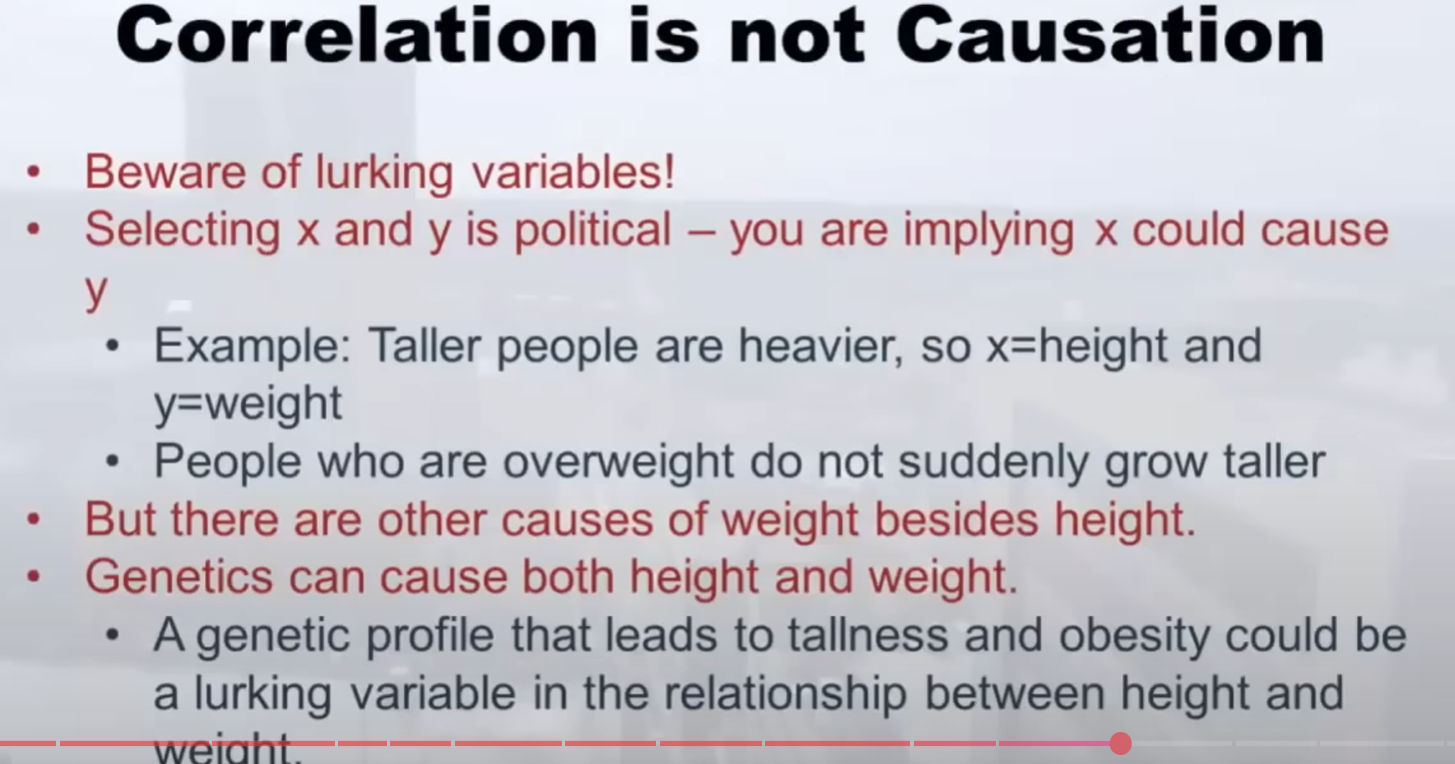 Correlation is not Causation
• Beware of lurking variables!
• Selecting x and y is political – you are implying x could cause
y
• Example: Taller people are heavier, so x=height and
y=weight
• People who are overweight do not suddenly grow taller
• But there are other causes of weight besides height.
• Genetics can cause both height and weight.
• A genetic profile that leads to tallness and obesity could be
a lurking variable in the relationship between height and
weight.